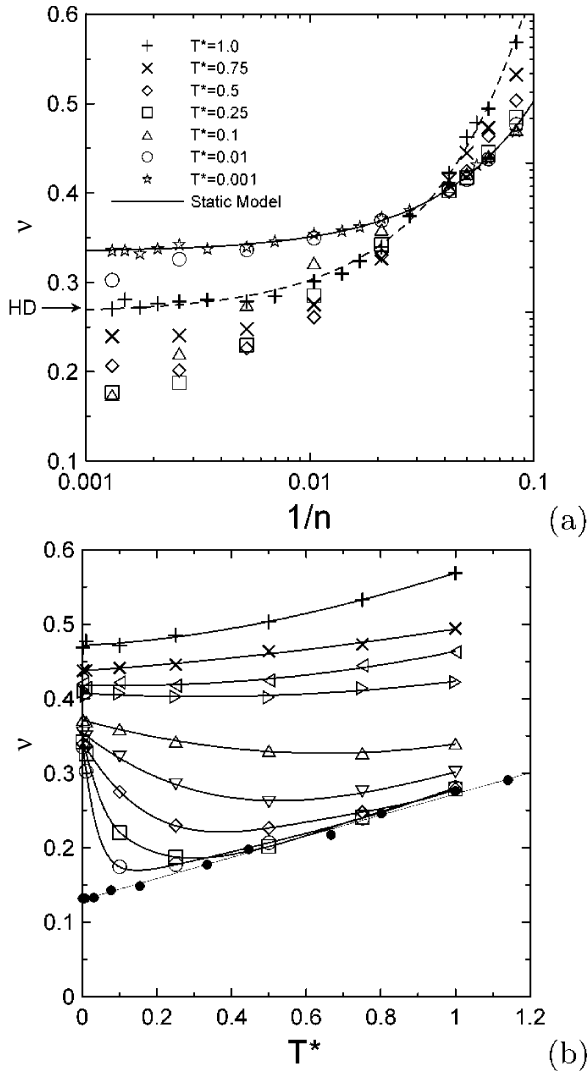 0.6
T*=1.0
T*=0.75
T*=0.5
T*=0.25
T*=0.1
T*=0.01
T*=0.001
Static Model
0.5
0.4
ν
0.3
HD
0.2
0.1
0.001
0.01
0.1
1/n
(a)
0.6
0.5
0.4
ν
0.3
0.2
0.1
0
0
0.2
0.4
0.6
0.8
1
1.2
T*
(b)